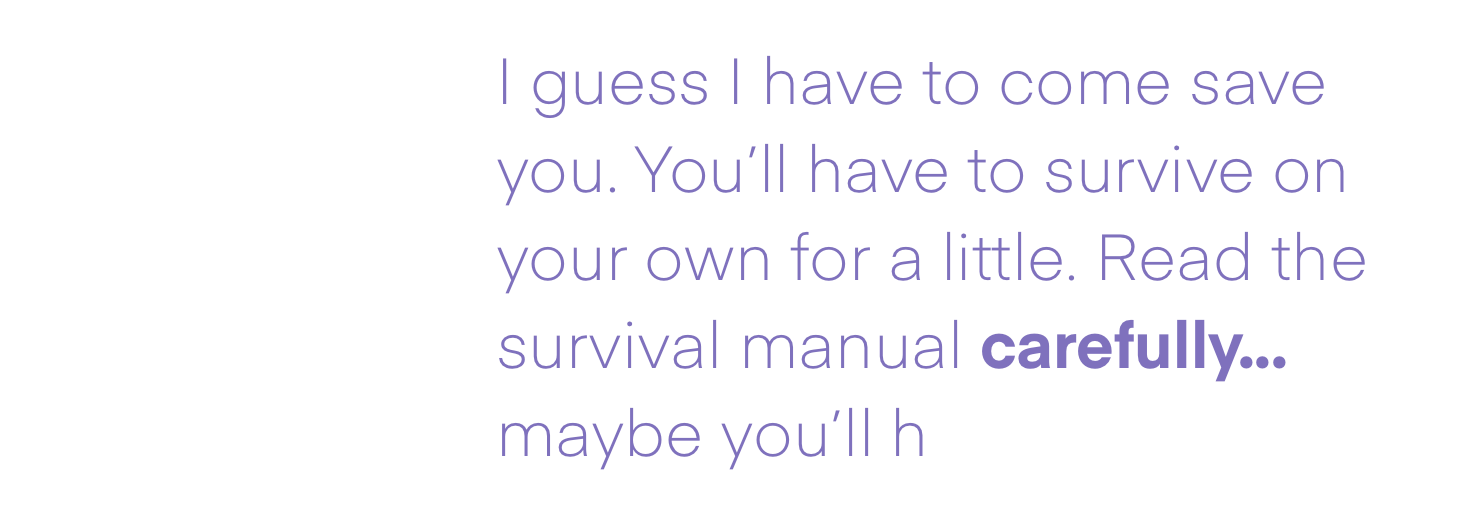 I guess I have to come save
you. You’ll have to survive on
your own for a little. Read the
survival manual carefully...
maybe you’ll h